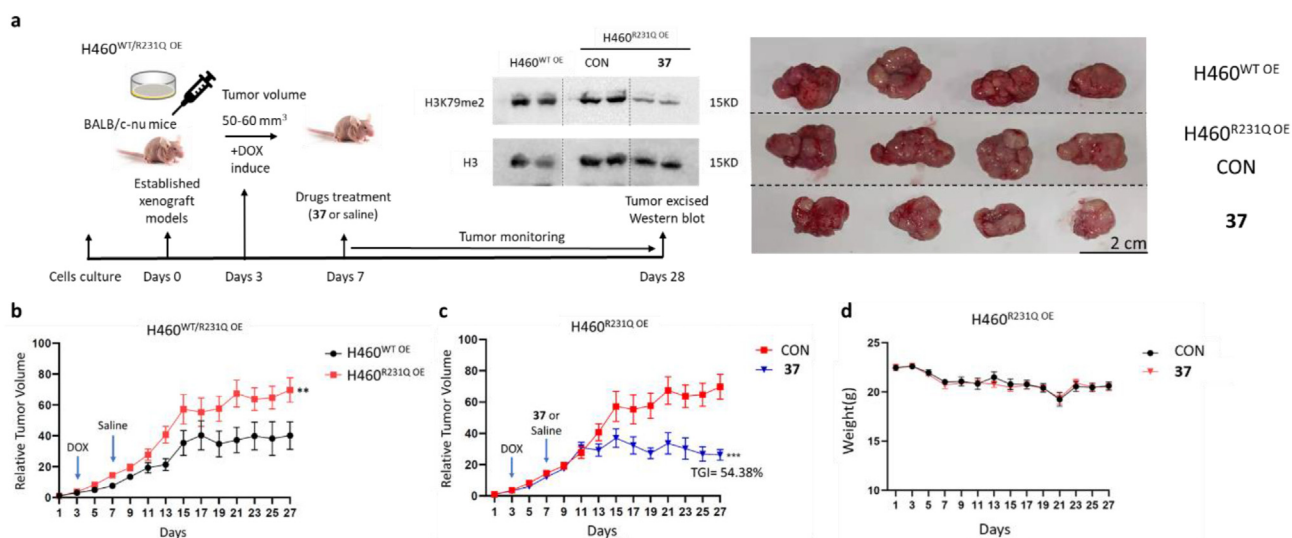 a
H460WT/R231Q OE
BALB/c-nu mice
Tumor volume
50-60 mm3
+DOX
induce
Established
xenograft
models
Drugs treatment
(37 or saline)
Tumor monitoring
Tumor excised
Western blot
Cells culture
Days 0
Days 3
Days 7
Days 28
H460R231Q OE
H460WT OE
CON
37
H3K79me2
15KD
H3
15KD
H460WT OE
H460R231Q OE
CON
37
2 cm
b
H460WT/R231Q OE
Relative Tumor Volume
100
80
60
40
20
0
DOX
Saline
H460WT OE
H460R231Q OE
**
1 3 5 7 9 11 13 15 17 19 21 23 25 27
Days
c
H460R231Q OE
Relative Tumor Volume
100
80
60
40
20
0
DOX
37 or
Saline
CON
37
***
TGI= 54.38%
1 3 5 7 9 11 13 15 17 19 21 23 25 27
Days
d
H460R231Q OE
Weight(g)
25
20
15
10
CON
37
1 3 5 7 9 11 13 15 17 19 21 23 25 27
Days